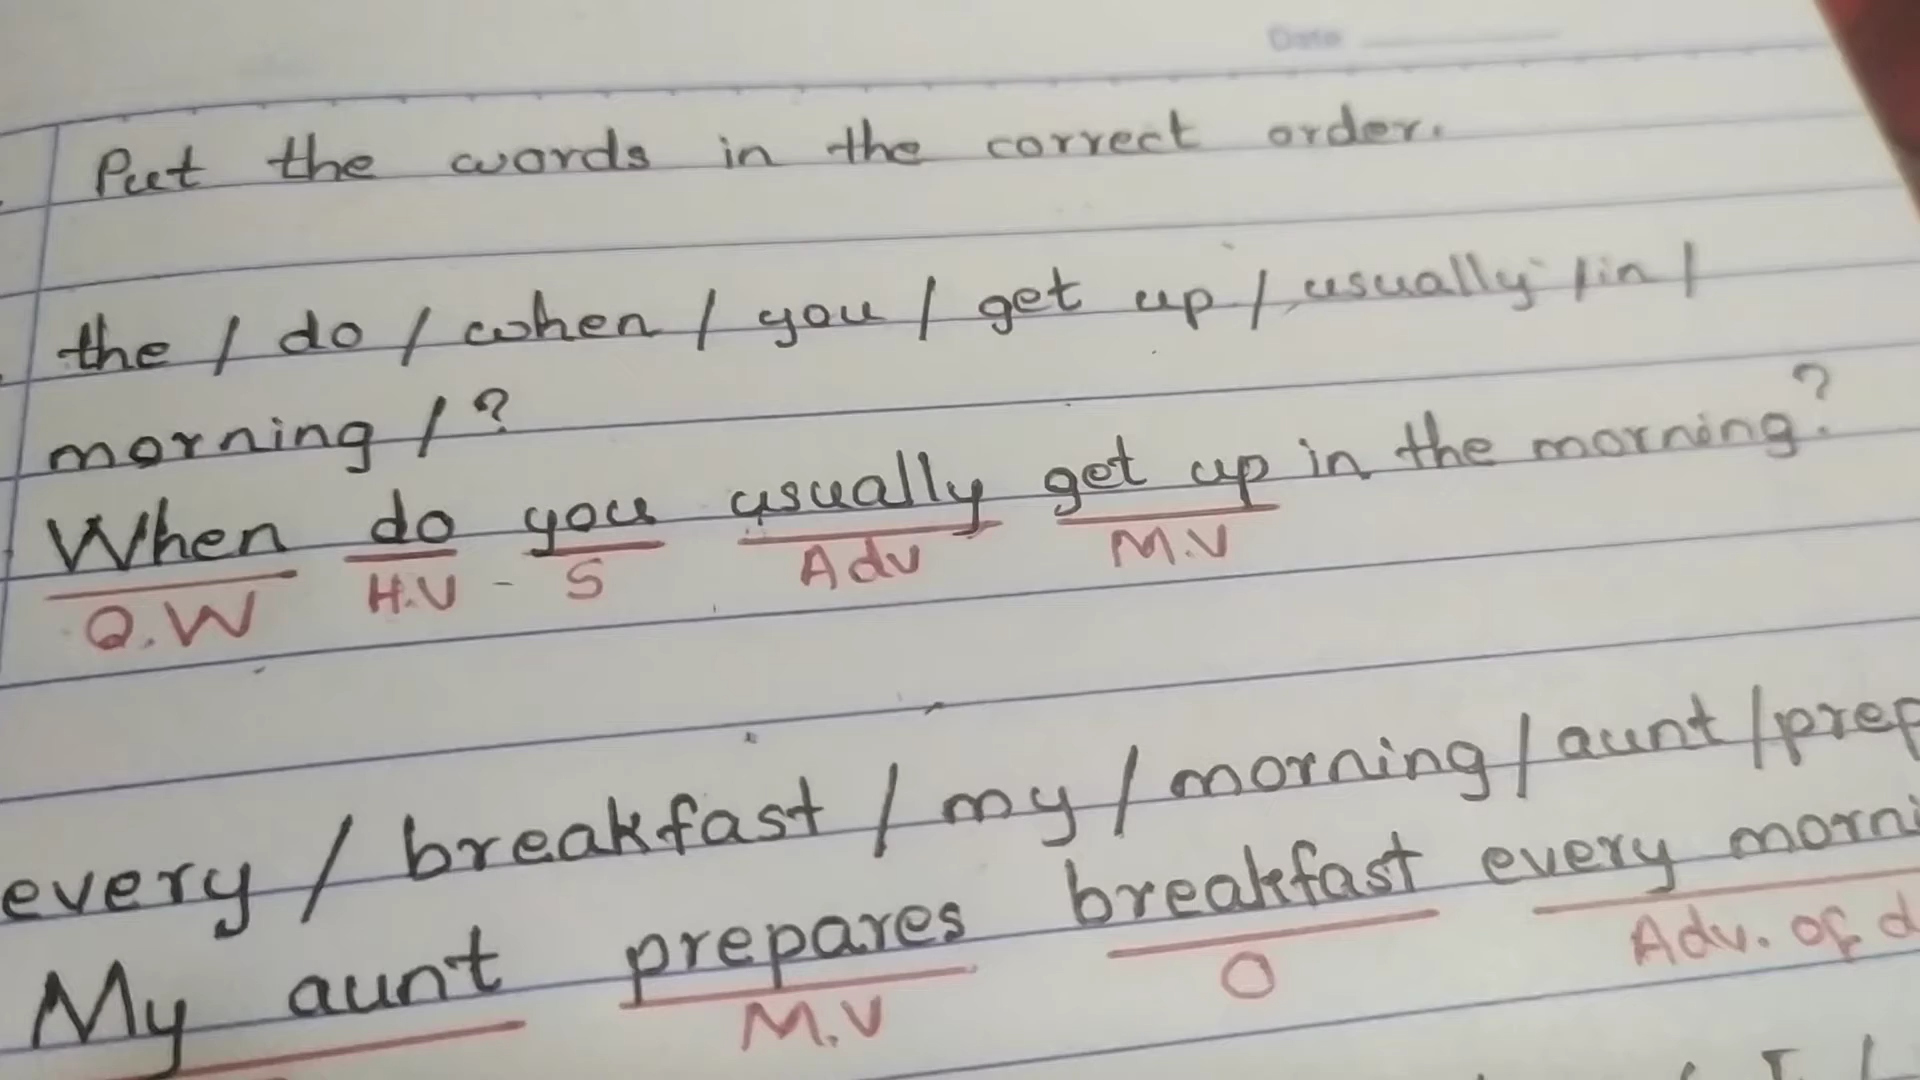 Date
Put the words in the correct order.
the / do / when / you / get up / usually / in /
morning / ?
When do you usually get up in the morning?
Q.W H.V - S Adv M.V
every / breakfast / my / morning / aunt / prep
My aunt prepares breakfast every morni
M.V O Adv. of d